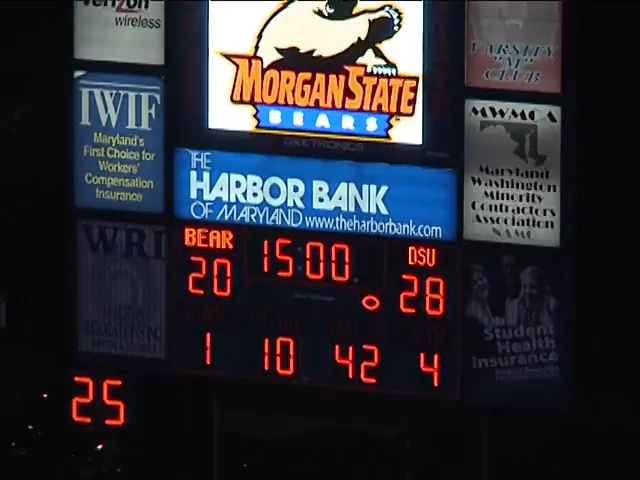 verizon
wireless
MORGAN STATE
BEARS
VARSITY
"M"
CLUB
IWIF
Maryland's
First Choice for
Workers'
Compensation
Insurance
DAKTRONICS
THE
HARBOR BANK
OF MARYLAND www.theharborbank.com
MWMCA
Maryland
Washington
Minority
Contractors
Association
NAMC
BEAR 15:00 DSU
20 28
1 10 42 4
Student
Health
Insurance
25